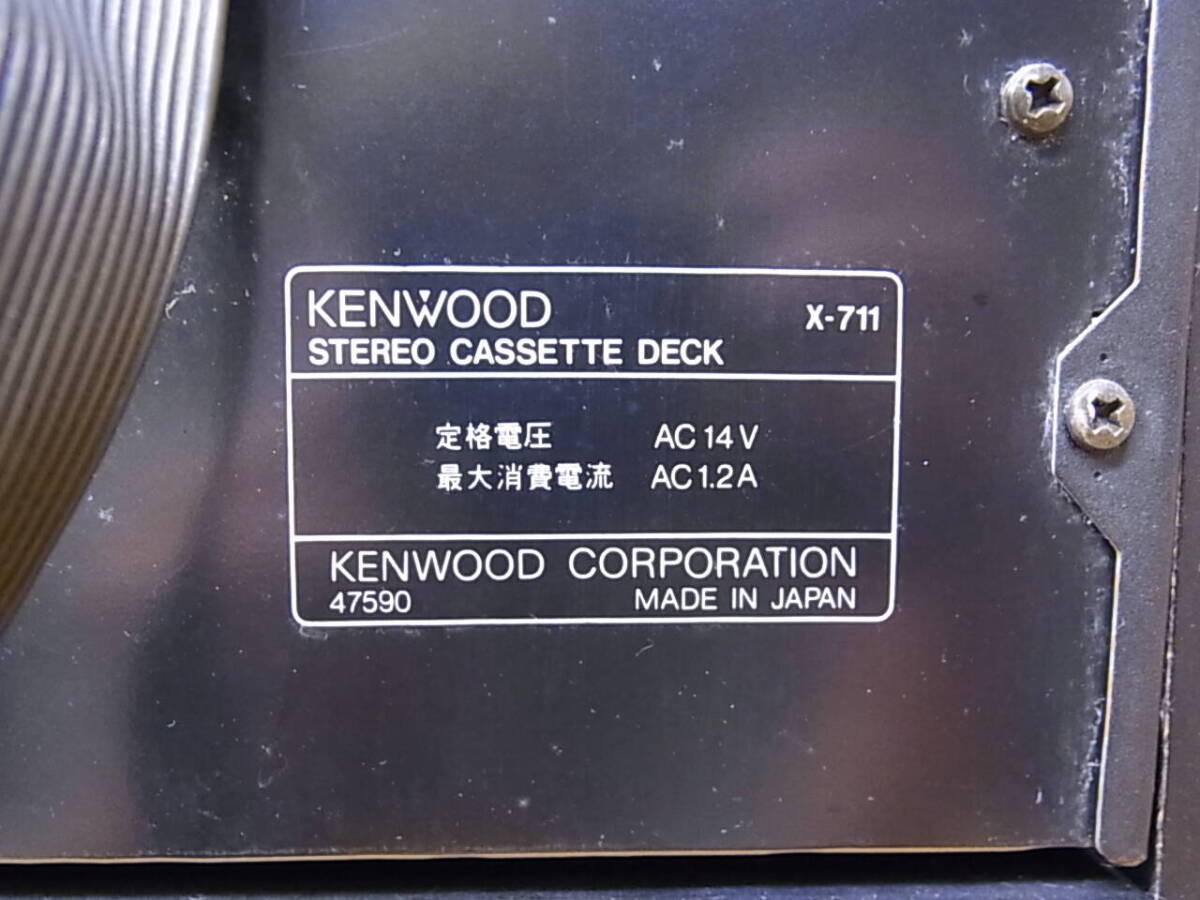 KENWOOD X-711
STEREO CASSETTE DECK
定格電圧 AC 14 V
最大消費電流 AC 1.2 A
KENWOOD CORPORATION
47590 MADE IN JAPAN